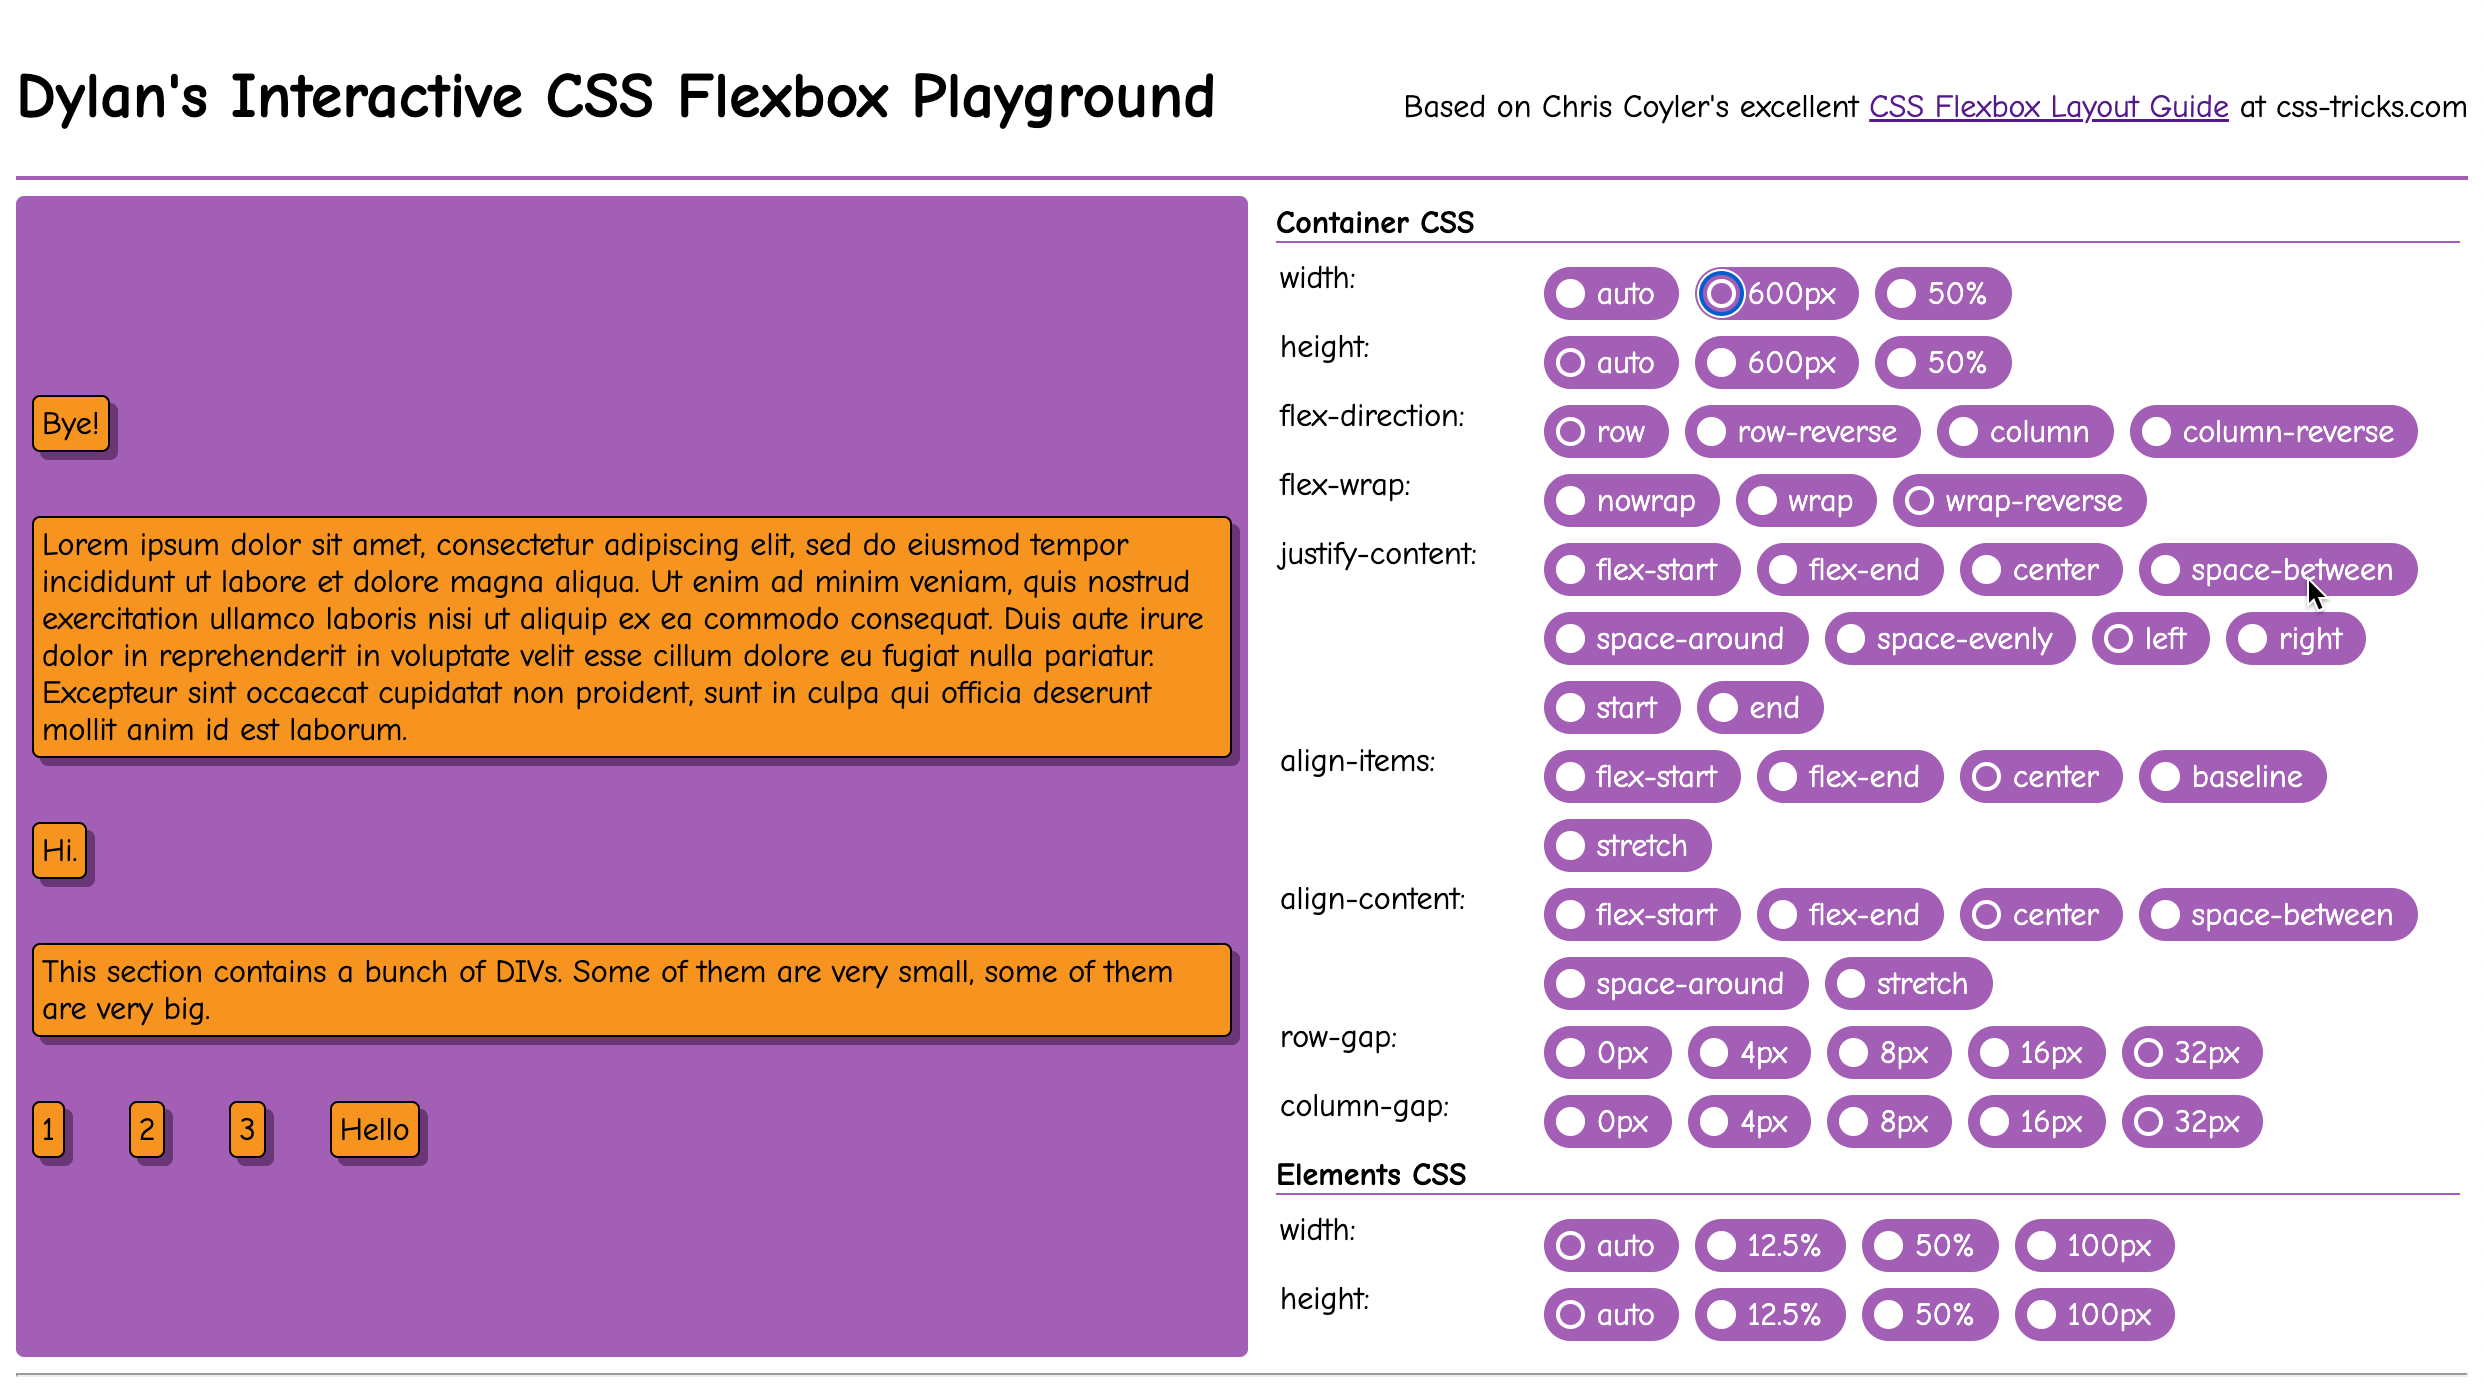 Dylan's Interactive CSS Flexbox Playground
Based on Chris Coyler's excellent CSS Flexbox Layout Guide at css-tricks.com
Bye!
Lorem ipsum dolor sit amet, consectetur adipiscing elit, sed do eiusmod tempor
incididunt ut labore et dolore magna aliqua. Ut enim ad minim veniam, quis nostrud
exercitation ullamco laboris nisi ut aliquip ex ea commodo consequat. Duis aute irure
dolor in reprehenderit in voluptate velit esse cillum dolore eu fugiat nulla pariatur.
Excepteur sint occaecat cupidatat non proident, sunt in culpa qui officia deserunt
mollit anim id est laborum.
Hi.
This section contains a bunch of DIVs. Some of them are very small, some of them
are very big.
1 2 3 Hello
Container CSS
width: auto 600px 50%
height: auto 600px 50%
flex-direction: row row-reverse column column-reverse
flex-wrap: nowrap wrap wrap-reverse
justify-content: flex-start flex-end center space-between
space-around space-evenly left right
start end
align-items: flex-start flex-end center baseline
stretch
align-content: flex-start flex-end center space-between
space-around stretch
row-gap: 0px 4px 8px 16px 32px
column-gap: 0px 4px 8px 16px 32px
Elements CSS
width: auto 12.5% 50% 100px
height: auto 12.5% 50% 100px